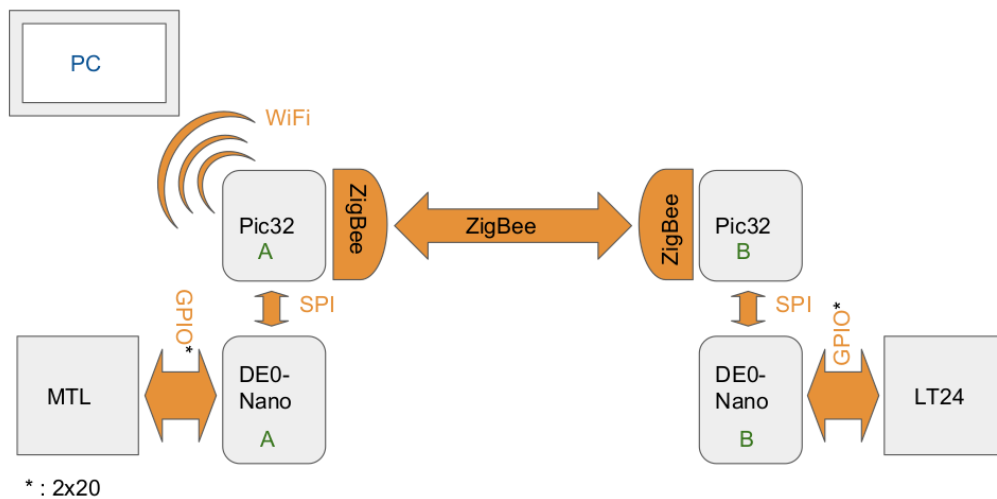 PC
WiFi
Pic32
A
ZigBee
ZigBee
ZigBee
Pic32
B
SPI
SPI
GPIO*
GPIO*
MTL
DE0-
Nano
A
DE0-
Nano
B
LT24
* : 2x20